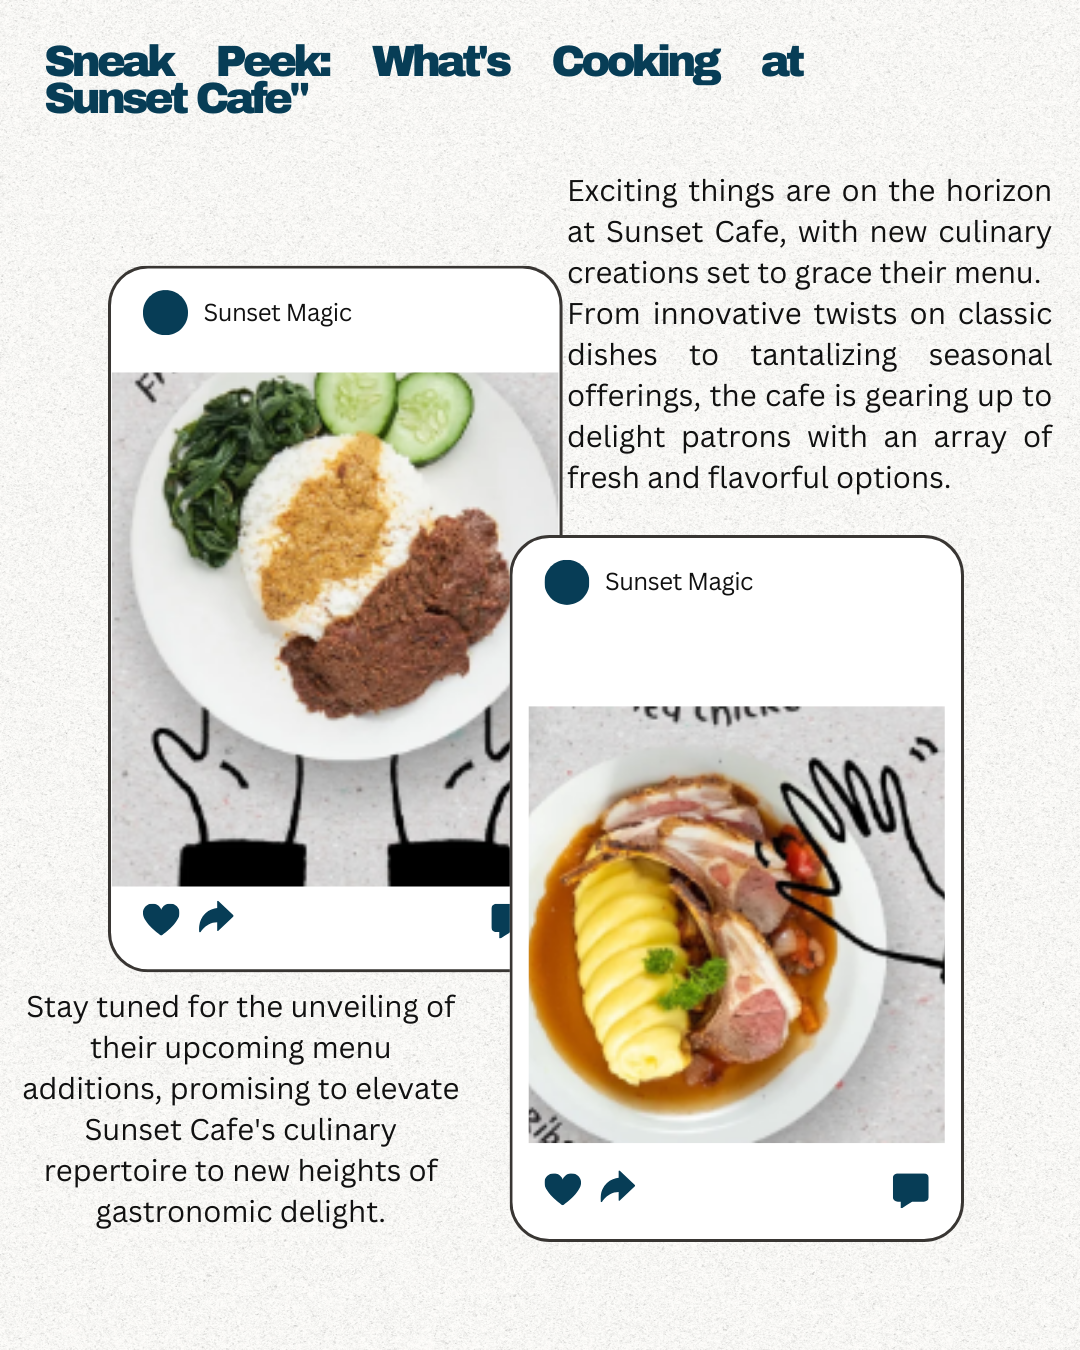 Sneak Peek: What's Cooking at
Sunset Cafe"
Exciting things are on the horizon
at Sunset Cafe, with new culinary
creations set to grace their menu.
From innovative twists on classic
dishes to tantalizing seasonal
offerings, the cafe is gearing up to
delight patrons with an array of
fresh and flavorful options.
Sunset Magic
Sunset Magic
Stay tuned for the unveiling of
their upcoming menu
additions, promising to elevate
Sunset Cafe's culinary
repertoire to new heights of
gastronomic delight.